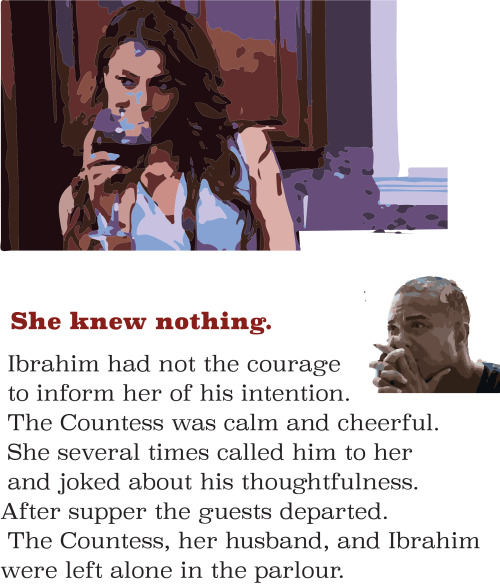 She knew nothing.
Ibrahim had not the courage
to inform her of his intention.
The Countess was calm and cheerful.
She several times called him to her
and joked about his thoughtfulness.
After supper the guests departed.
The Countess, her husband, and Ibrahim
were left alone in the parlour.